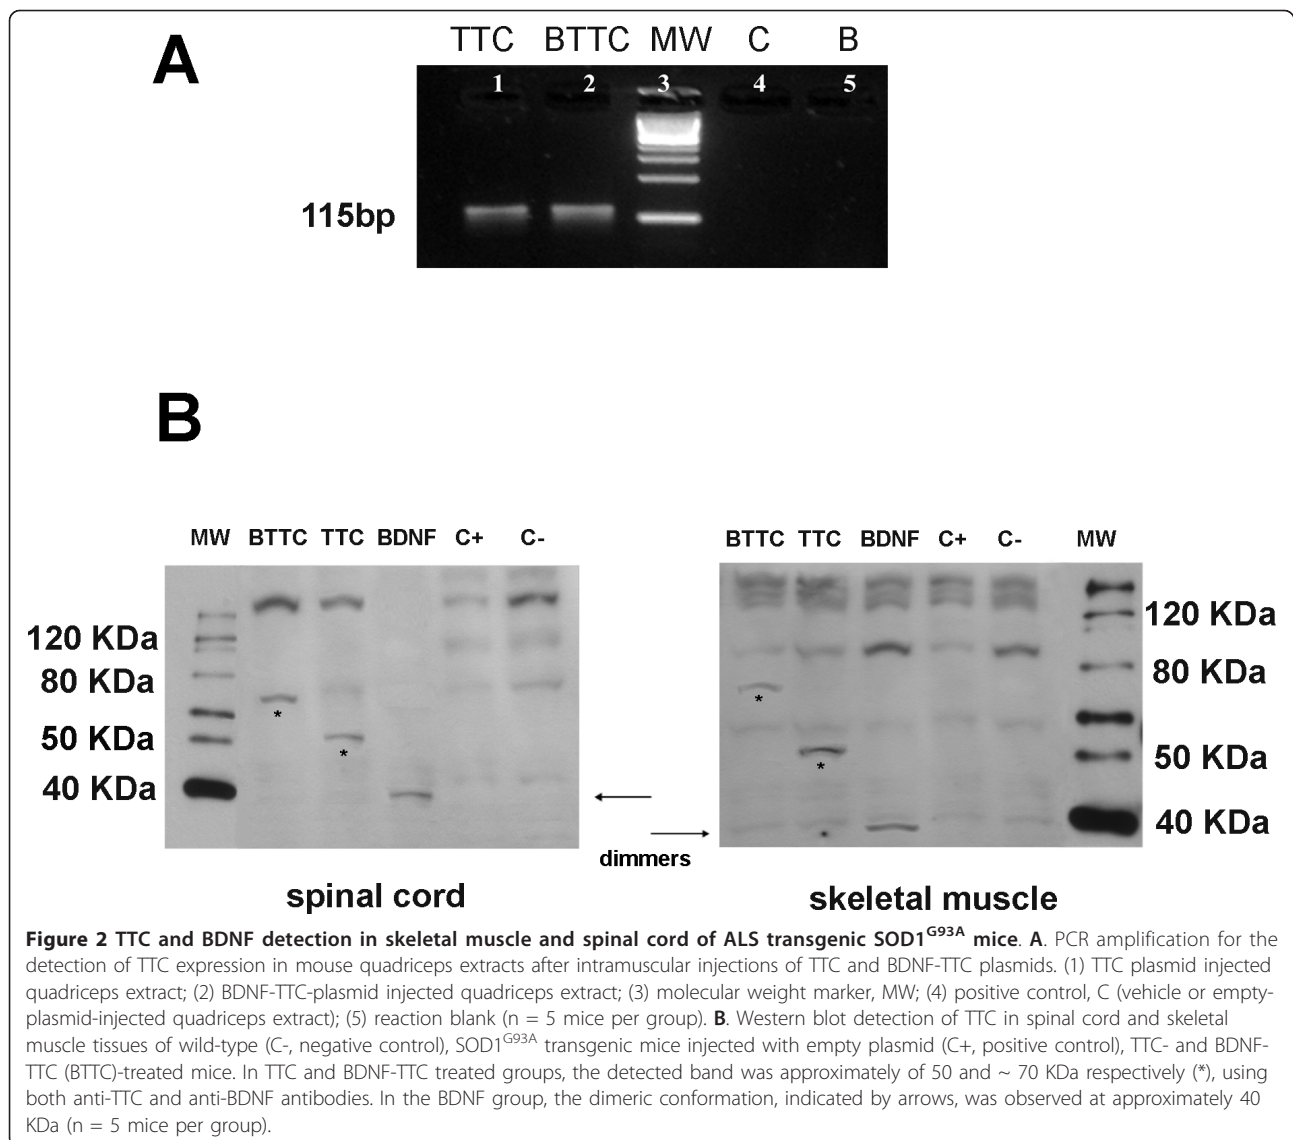 A
TTC BTTC MW C B
1 2 3 4 5
115bp
B
MW BTTC TTC BDNF C+ C-
120 KDa
80 KDa
50 KDa
40 KDa
*
*
spinal cord
dimmers
BTTC TTC BDNF C+ C- MW
120 KDa
80 KDa
50 KDa
40 KDa
*
*
skeletal muscle
Figure 2 TTC and BDNF detection in skeletal muscle and spinal cord of ALS transgenic SOD1G93A mice. A. PCR amplification for the
detection of TTC expression in mouse quadriceps extracts after intramuscular injections of TTC and BDNF-TTC plasmids. (1) TTC plasmid injected
quadriceps extract; (2) BDNF-TTC-plasmid injected quadriceps extract; (3) molecular weight marker, MW; (4) positive control, C (vehicle or empty-
plasmid-injected quadriceps extract); (5) reaction blank (n = 5 mice per group). B. Western blot detection of TTC in spinal cord and skeletal
muscle tissues of wild-type (C-, negative control), SOD1G93A transgenic mice injected with empty plasmid (C+, positive control), TTC- and BDNF-
TTC (BTTC)-treated mice. In TTC and BDNF-TTC treated groups, the detected band was approximately of 50 and ~ 70 KDa respectively (*), using
both anti-TTC and anti-BDNF antibodies. In the BDNF group, the dimeric conformation, indicated by arrows, was observed at approximately 40
KDa (n = 5 mice per group).